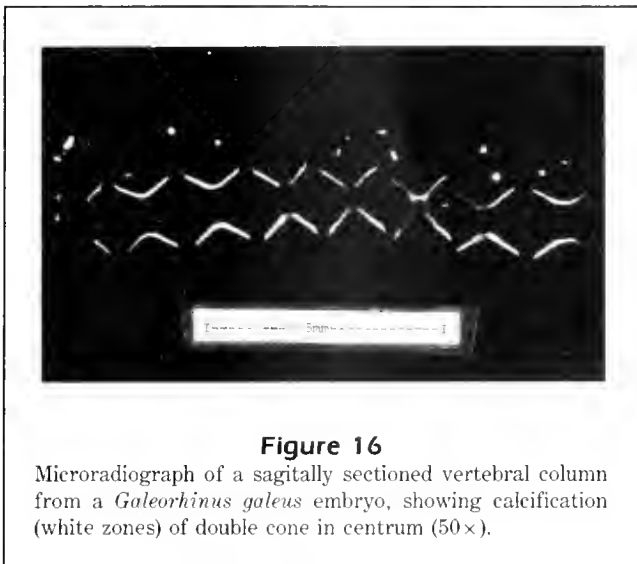 I------ --- 5mm--------------I
Figure 16
Microradiograph of a sagitally sectioned vertebral column
from a Galeorhinus galeus embryo, showing calcification
(white zones) of double cone in centrum (50×).